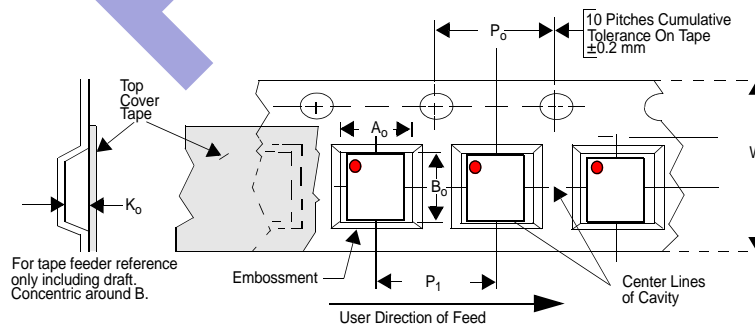 10 Pitches Cumulative
Tolerance On Tape
±0.2 mm
Po
Top
Cover
Tape
Ao
W
Bo
Ko
For tape feeder reference
only including draft.
Concentric around B.
Embossment
P1
Center Lines
of Cavity
User Direction of Feed